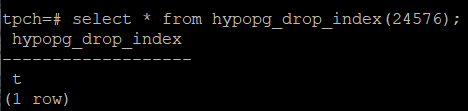 tpch=# select * from hypopg_drop_index(24576);
 hypopg_drop_index
-------------------
 t
(1 row)